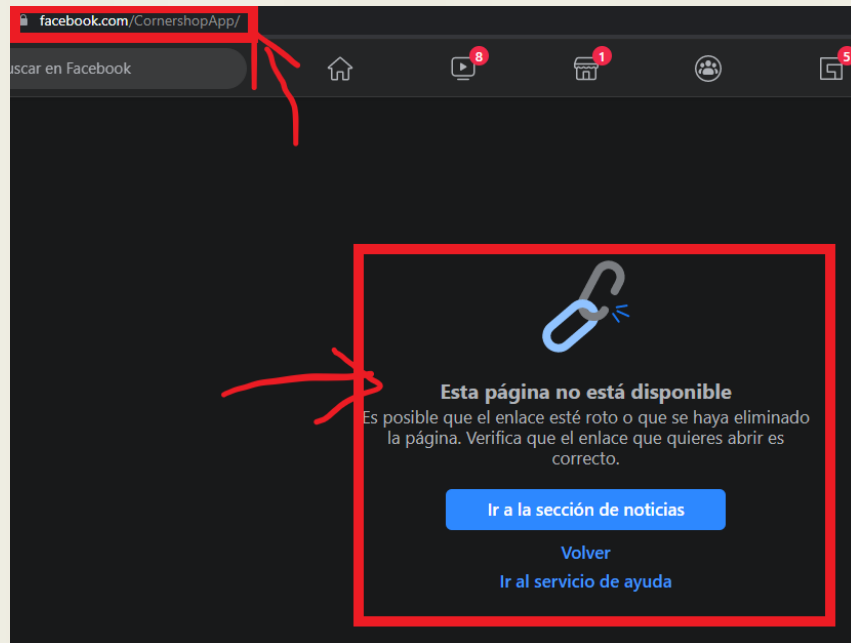 facebook.com/CornershopApp/
uscar en Facebook
8
1
5
Esta página no está disponible
Es posible que el enlace esté roto o que se haya eliminado
la página. Verifica que el enlace que quieres abrir es
correcto.
Ir a la sección de noticias
Volver
Ir al servicio de ayuda